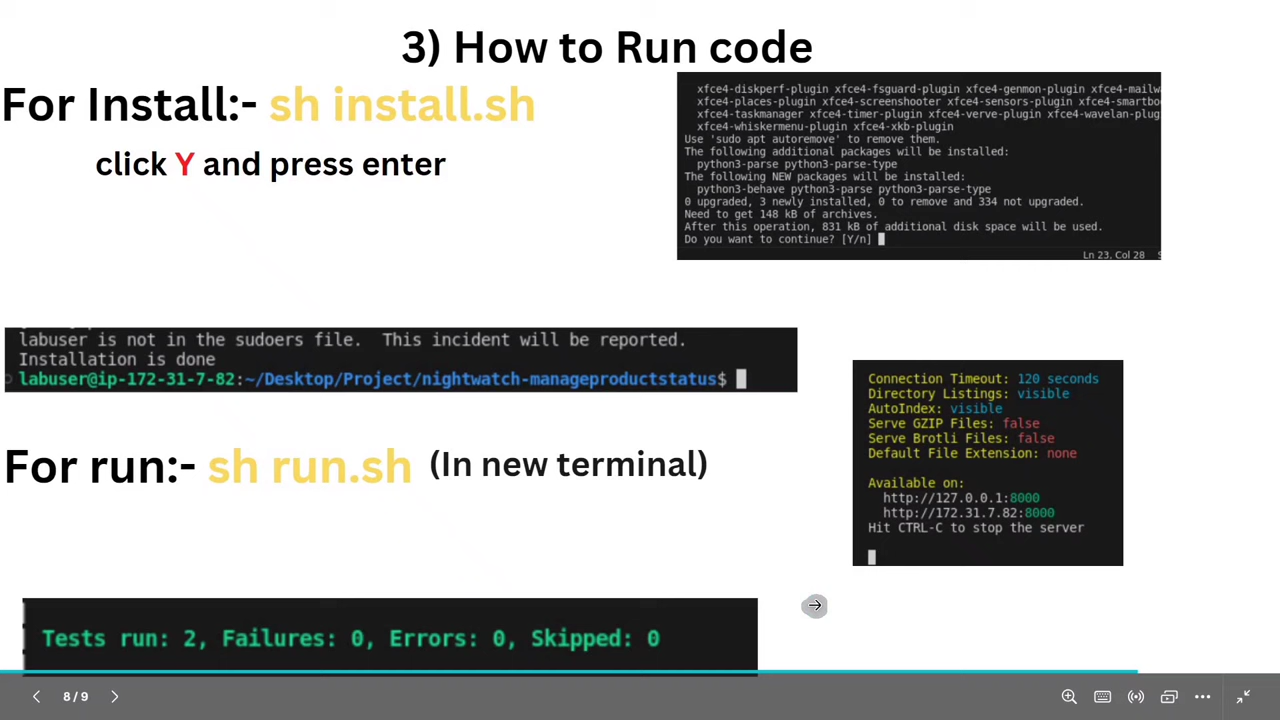 3) How to Run code
For Install:- sh install.sh
click Y and press enter
xfce4-diskperf-plugin xfce4-fsguard-plugin xfce4-genmon-plugin xfce4-mailw
xfce4-places-plugin xfce4-screenshooter xfce4-sensors-plugin xfce4-smartbo
xfce4-taskmanager xfce4-timer-plugin xfce4-verve-plugin xfce4-wavelan-plug
xfce4-whiskermenu-plugin xfce4-xkb-plugin
Use 'sudo apt autoremove' to remove them.
The following additional packages will be installed:
python3-parse python3-parse-type
The following NEW packages will be installed:
python3-behave python3-parse python3-parse-type
0 upgraded, 3 newly installed, 0 to remove and 334 not upgraded.
Need to get 148 kB of archives.
After this operation, 831 kB of additional disk space will be used.
Do you want to continue? [Y/n]
Ln 23, Col 28
labuser is not in the sudoers file.  This incident will be reported.
Installation is done
labuser@ip-172-31-7-82:~/Desktop/Project/nightwatch-manageproductstatus$
Connection Timeout: 120 seconds
Directory Listings: visible
AutoIndex: visible
Serve GZIP Files: false
Serve Brotli Files: false
Default File Extension: none
Available on:
http://127.0.0.1:8000
http://172.31.7.82:8000
Hit CTRL-C to stop the server
For run:- sh run.sh (In new terminal)
Tests run: 2, Failures: 0, Errors: 0, Skipped: 0
8 / 9